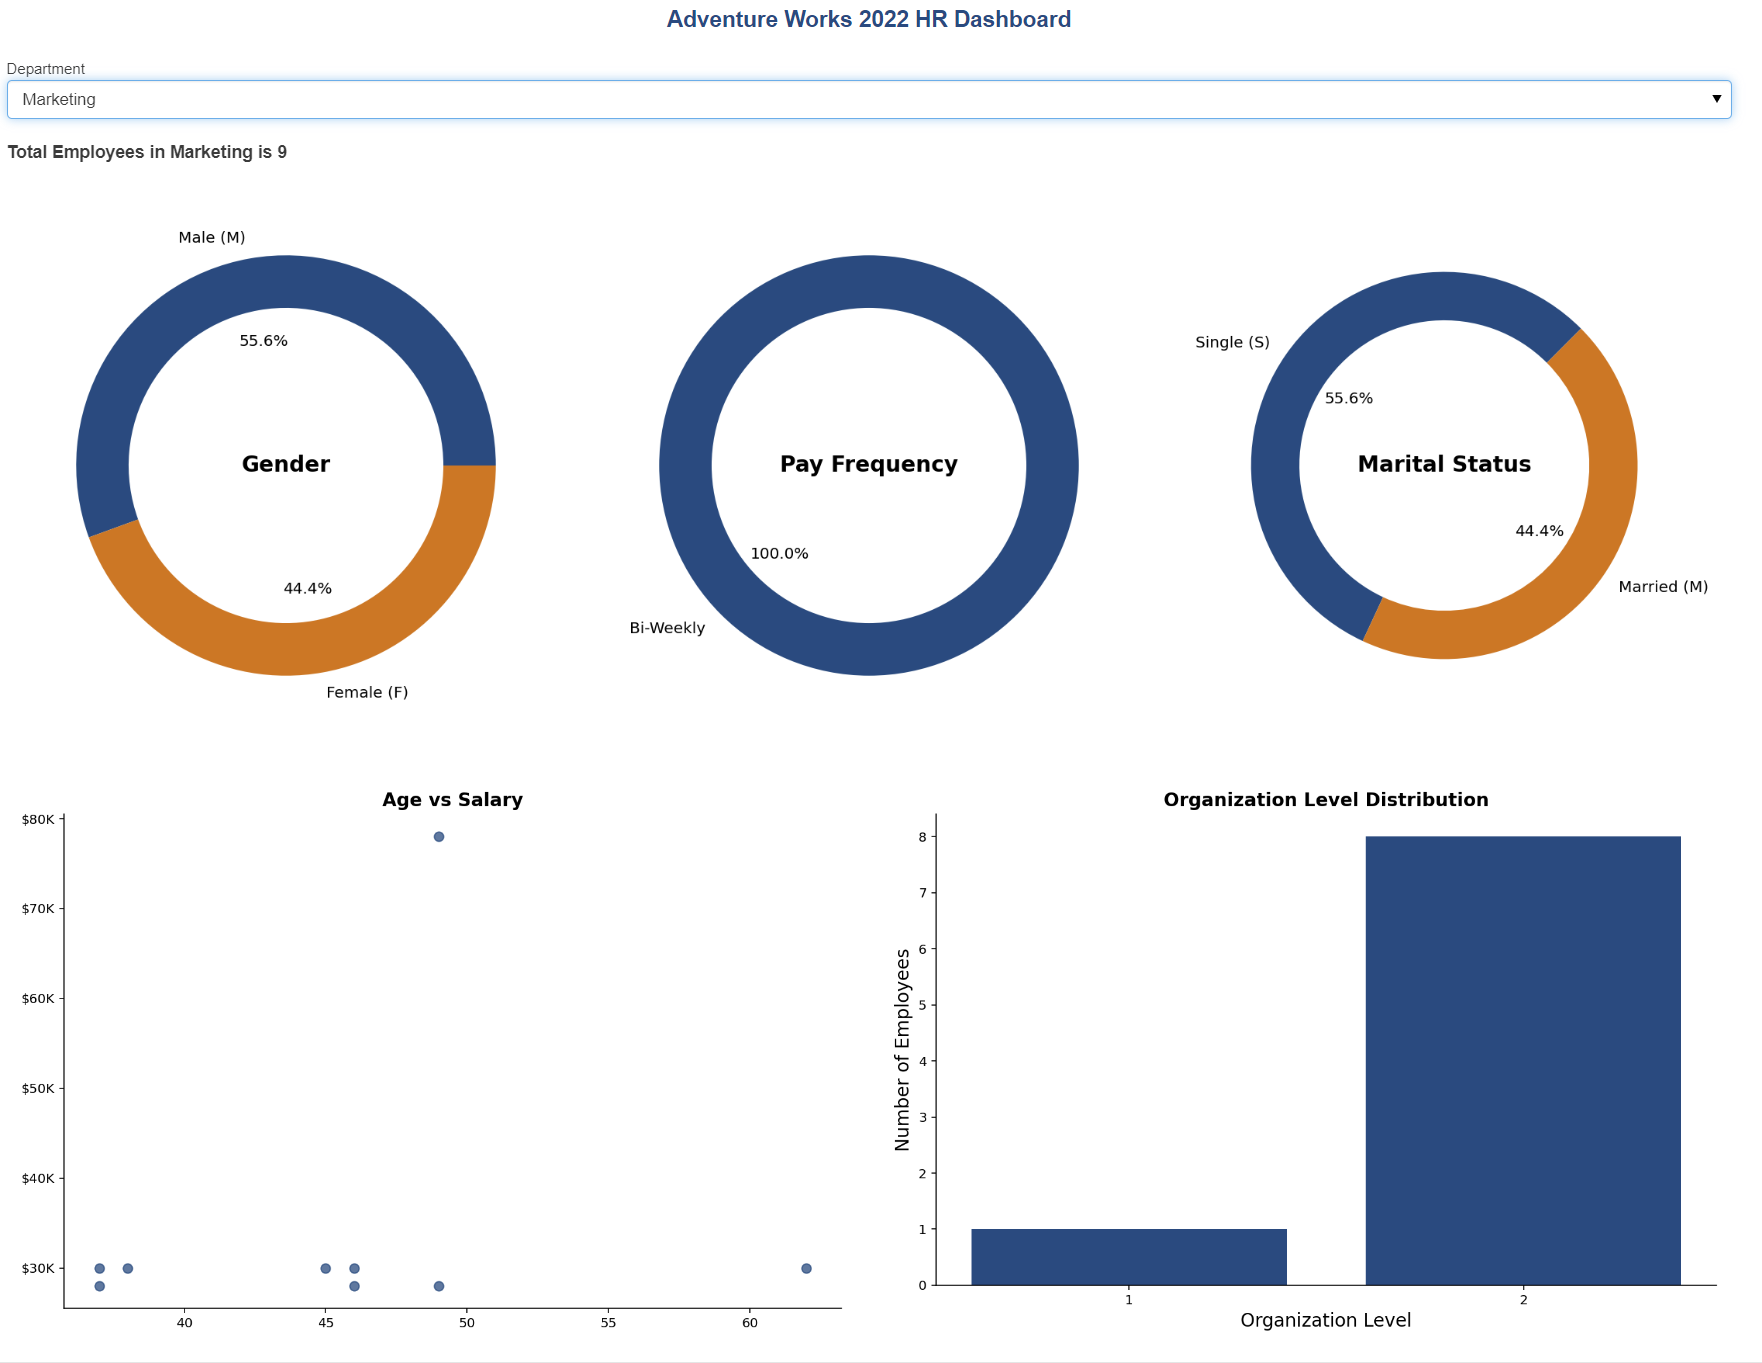 Adventure Works 2022 HR Dashboard
Department
Marketing
Total Employees in Marketing is 9
Male (M)
55.6%
Gender
44.4%
Female (F)
Pay Frequency
100.0%
Bi-Weekly
Single (S)
55.6%
Marital Status
44.4%
Married (M)
Age vs Salary
$80K
$70K
$60K
$50K
$40K
$30K
40 45 50 55 60
Organization Level Distribution
Number of Employees
8
7
6
5
4
3
2
1
0
1 2
Organization Level